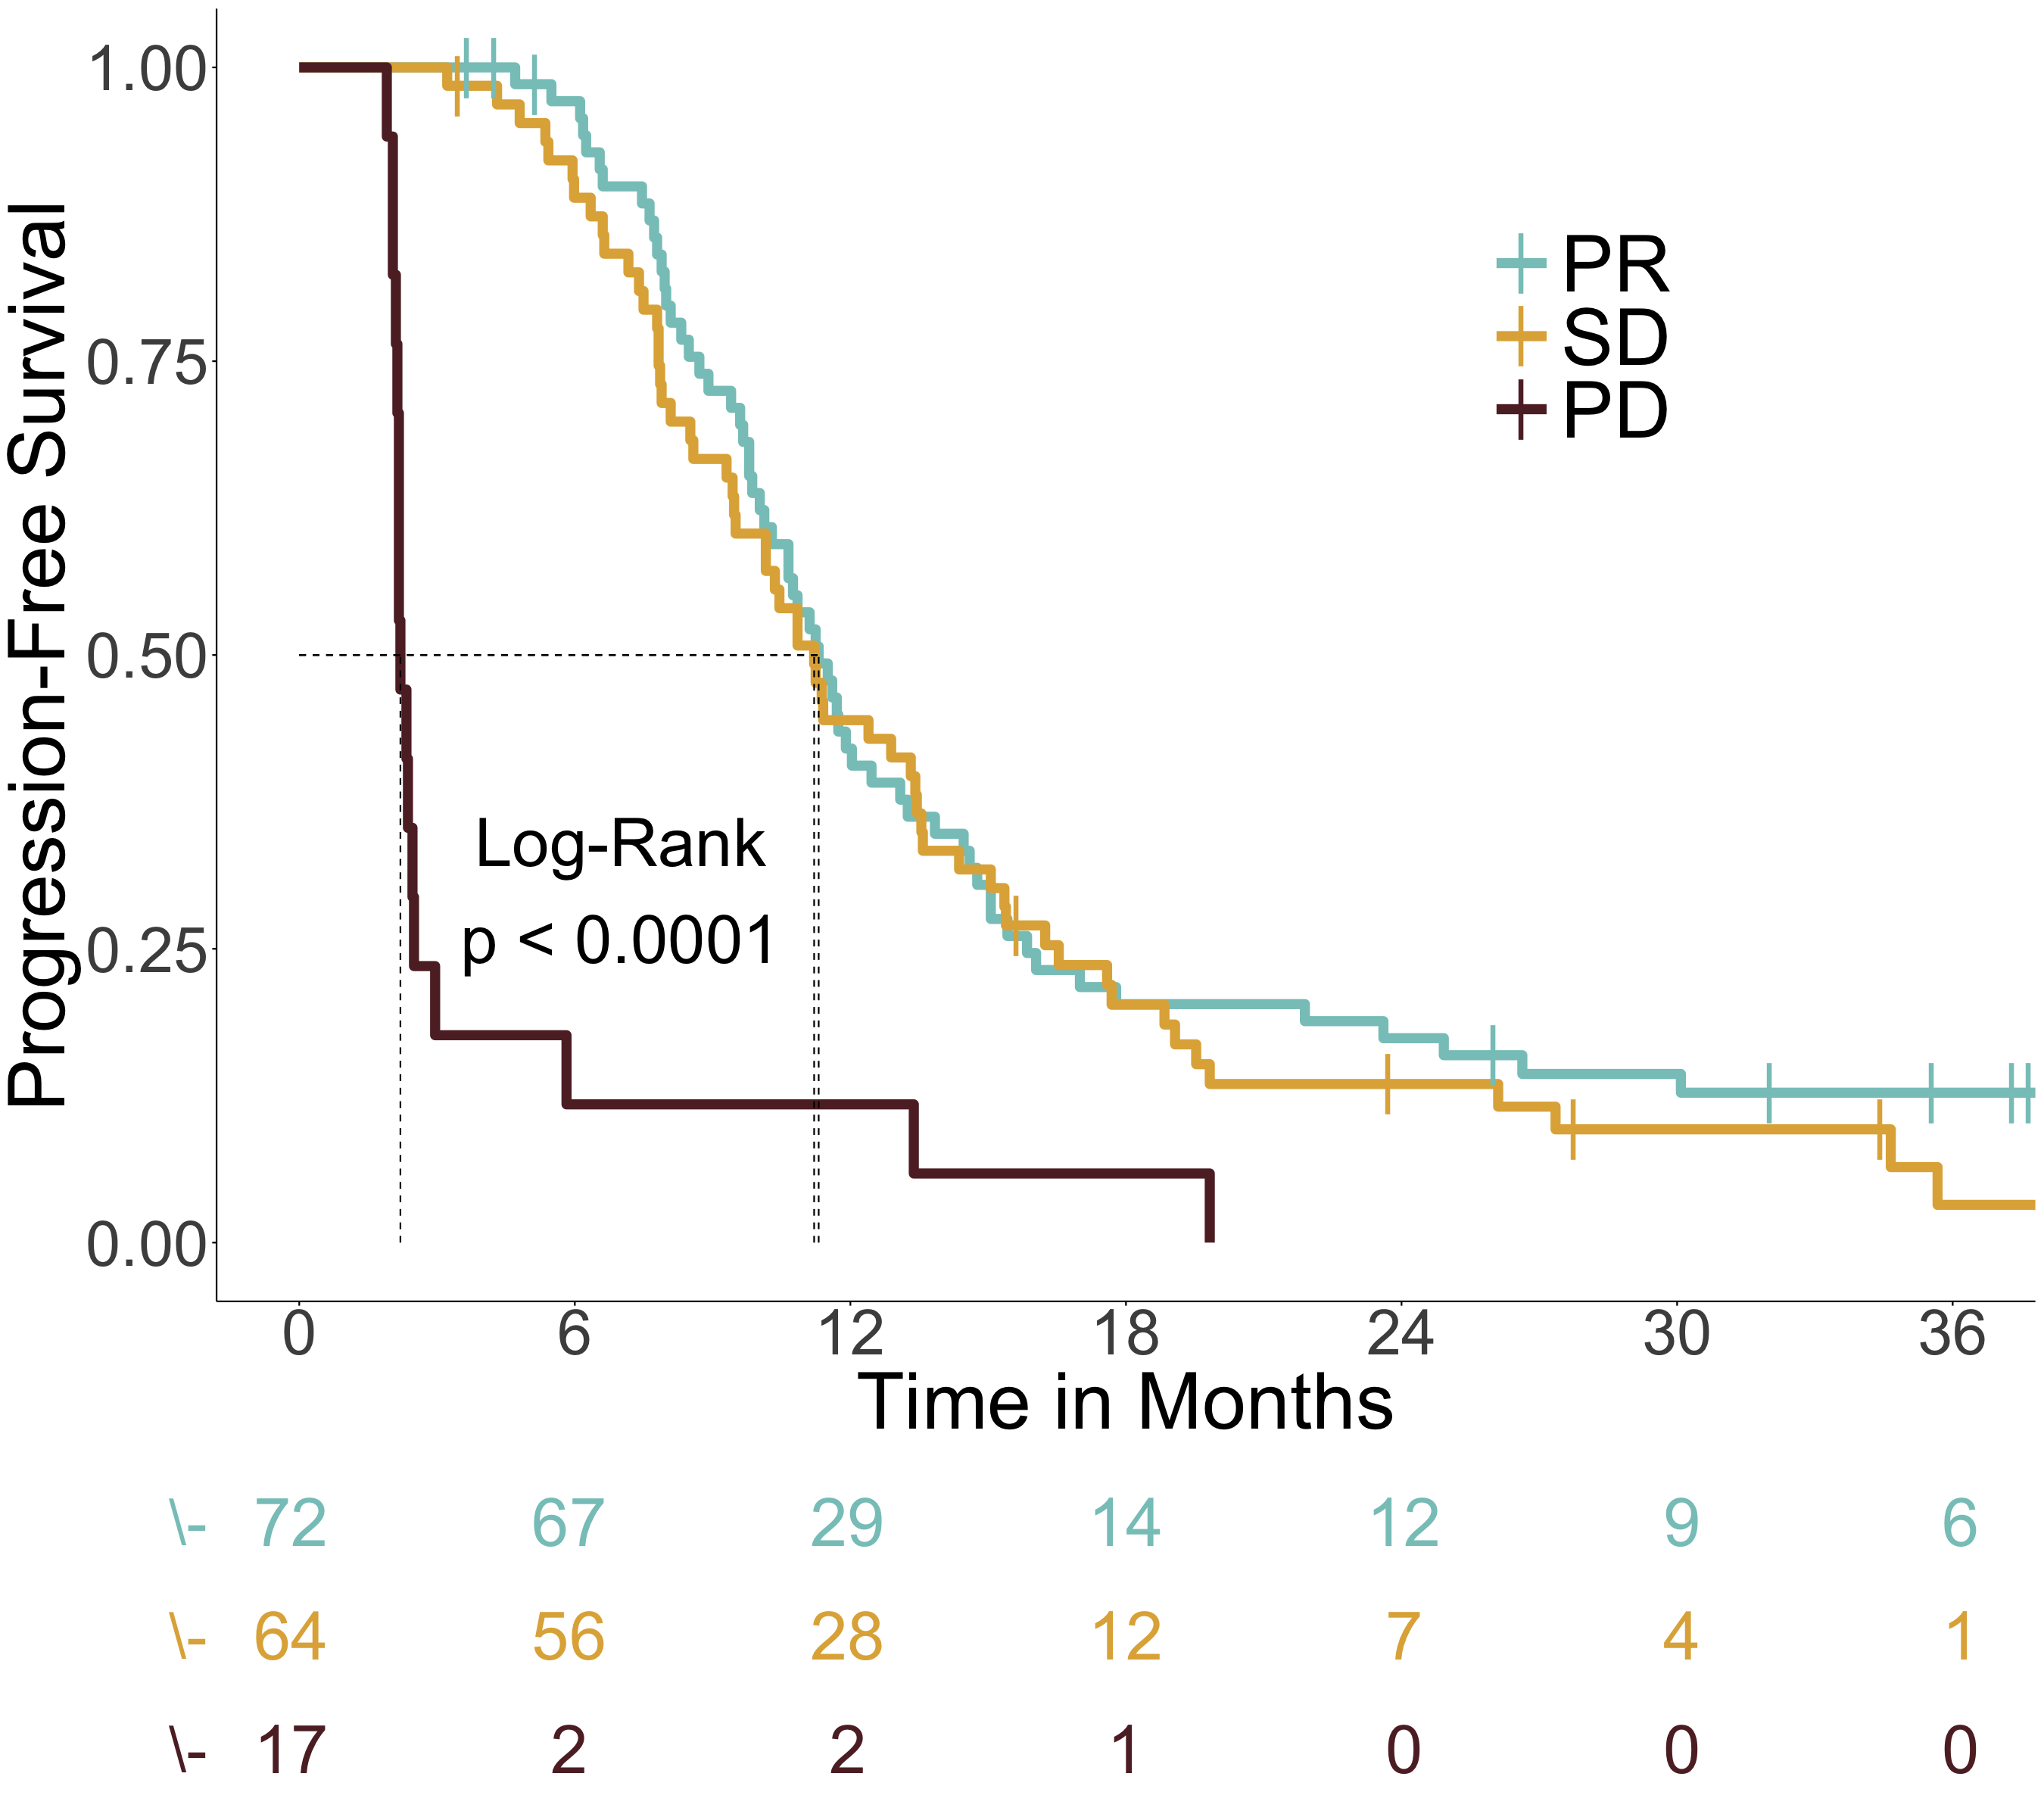 Progression-Free Survival
1.00
0.75
0.50
0.25
0.00
PR
SD
PD
Log-Rank
p < 0.0001
0 6 12 18 24 30 36
Time in Months
\- 72 67 29 14 12 9 6
\- 64 56 28 12 7 4 1
\- 17 2 2 1 0 0 0